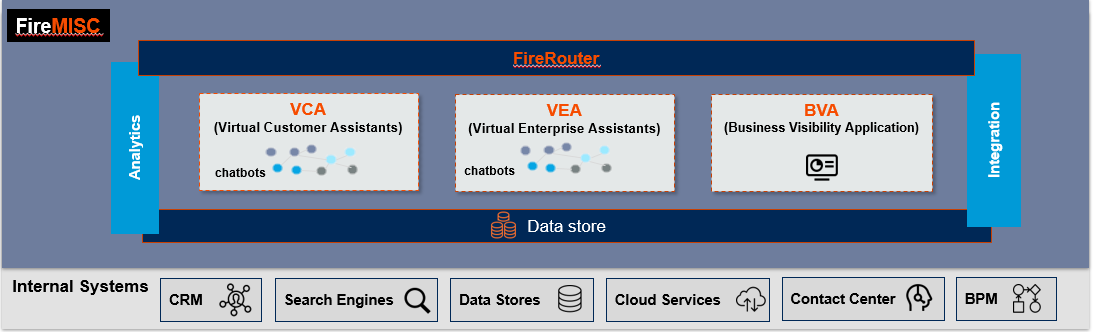 FireMISC
FireRouter
Analytics
Integration
VCA
(Virtual Customer Assistants)
chatbots
VEA
(Virtual Enterprise Assistants)
chatbots
BVA
(Business Visibility Application)
Data store
Internal Systems
CRM
Search Engines
Data Stores
Cloud Services
Contact Center
BPM